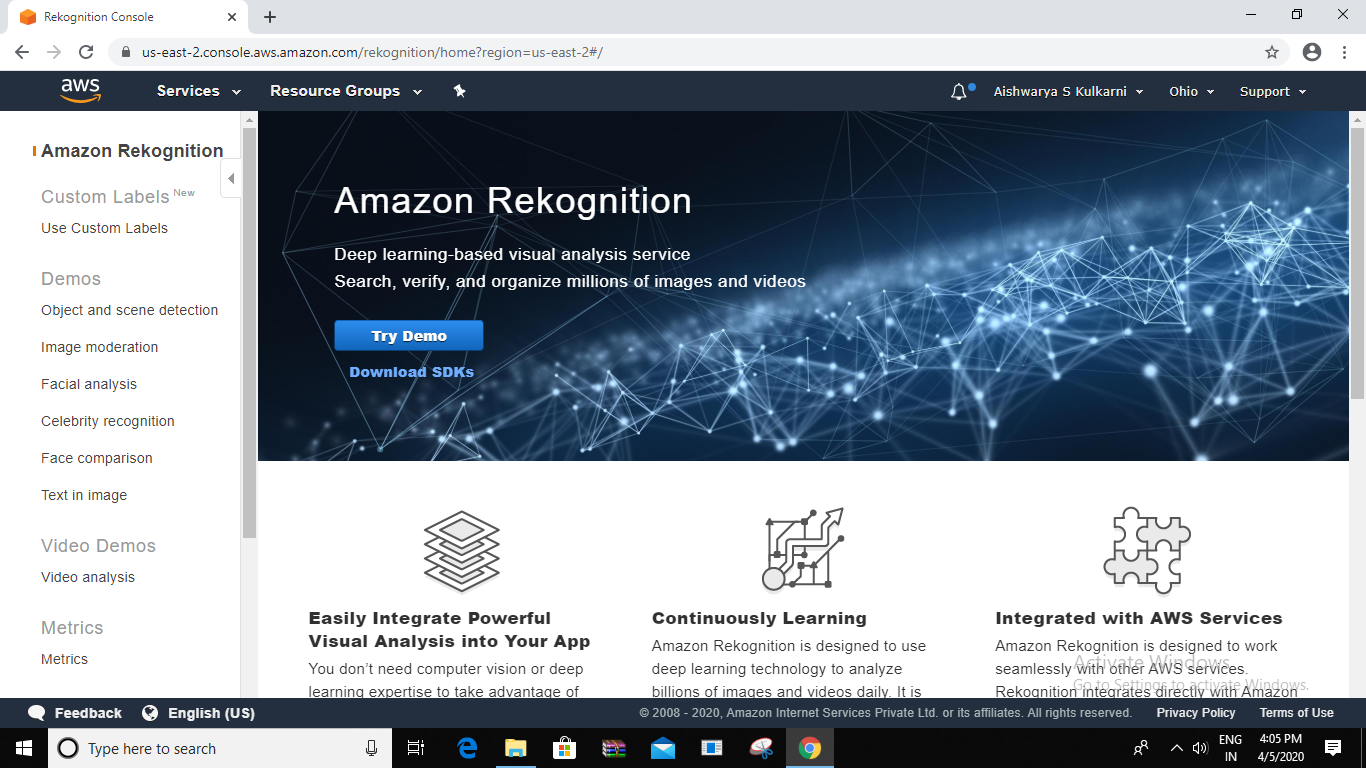 Rekognition Console
us-east-2.console.aws.amazon.com/rekognition/home?region=us-east-2#/
aws
Services
Resource Groups
Aishwarya S Kulkarni
Ohio
Support
Amazon Rekognition
Custom Labels New
Use Custom Labels
Demos
Object and scene detection
Image moderation
Facial analysis
Celebrity recognition
Face comparison
Text in image
Video Demos
Video analysis
Metrics
Metrics
Amazon Rekognition
Deep learning-based visual analysis service
Search, verify, and organize millions of images and videos
Try Demo
Download SDKs
Easily Integrate Powerful
Visual Analysis into Your App
You don’t need computer vision or deep
learning expertise to take advantage of
Continuously Learning
Amazon Rekognition is designed to use
deep learning technology to analyze
billions of images and videos daily. It is
Integrated with AWS Services
Amazon Rekognition is designed to work
seamlessly with other AWS services.
Rekognition integrates directly with Amazon
Activate Windows
Go to Settings to activate Windows.
Feedback
English (US)
© 2008 - 2020, Amazon Internet Services Private Ltd. or its affiliates. All rights reserved.
Privacy Policy
Terms of Use
Type here to search
ENG
IN
4:05 PM
4/5/2020